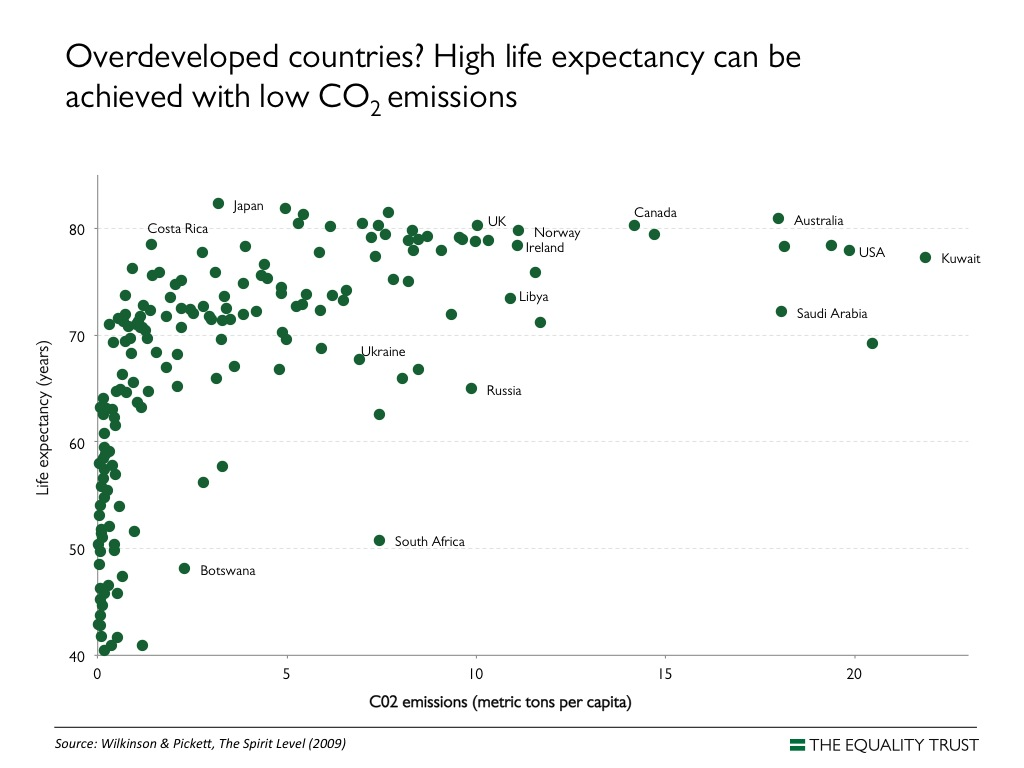 Overdeveloped countries? High life expectancy can be
achieved with low CO₂ emissions
Japan
Costa Rica
UK
Norway
Ireland
Canada
Australia
USA
Kuwait
Libya
Saudi Arabia
Ukraine
Russia
South Africa
Botswana
80
70
60
50
40
Life expectancy (years)
0 5 10 15 20
C02 emissions (metric tons per capita)
Source: Wilkinson & Pickett, The Spirit Level (2009)
THE EQUALITY TRUST